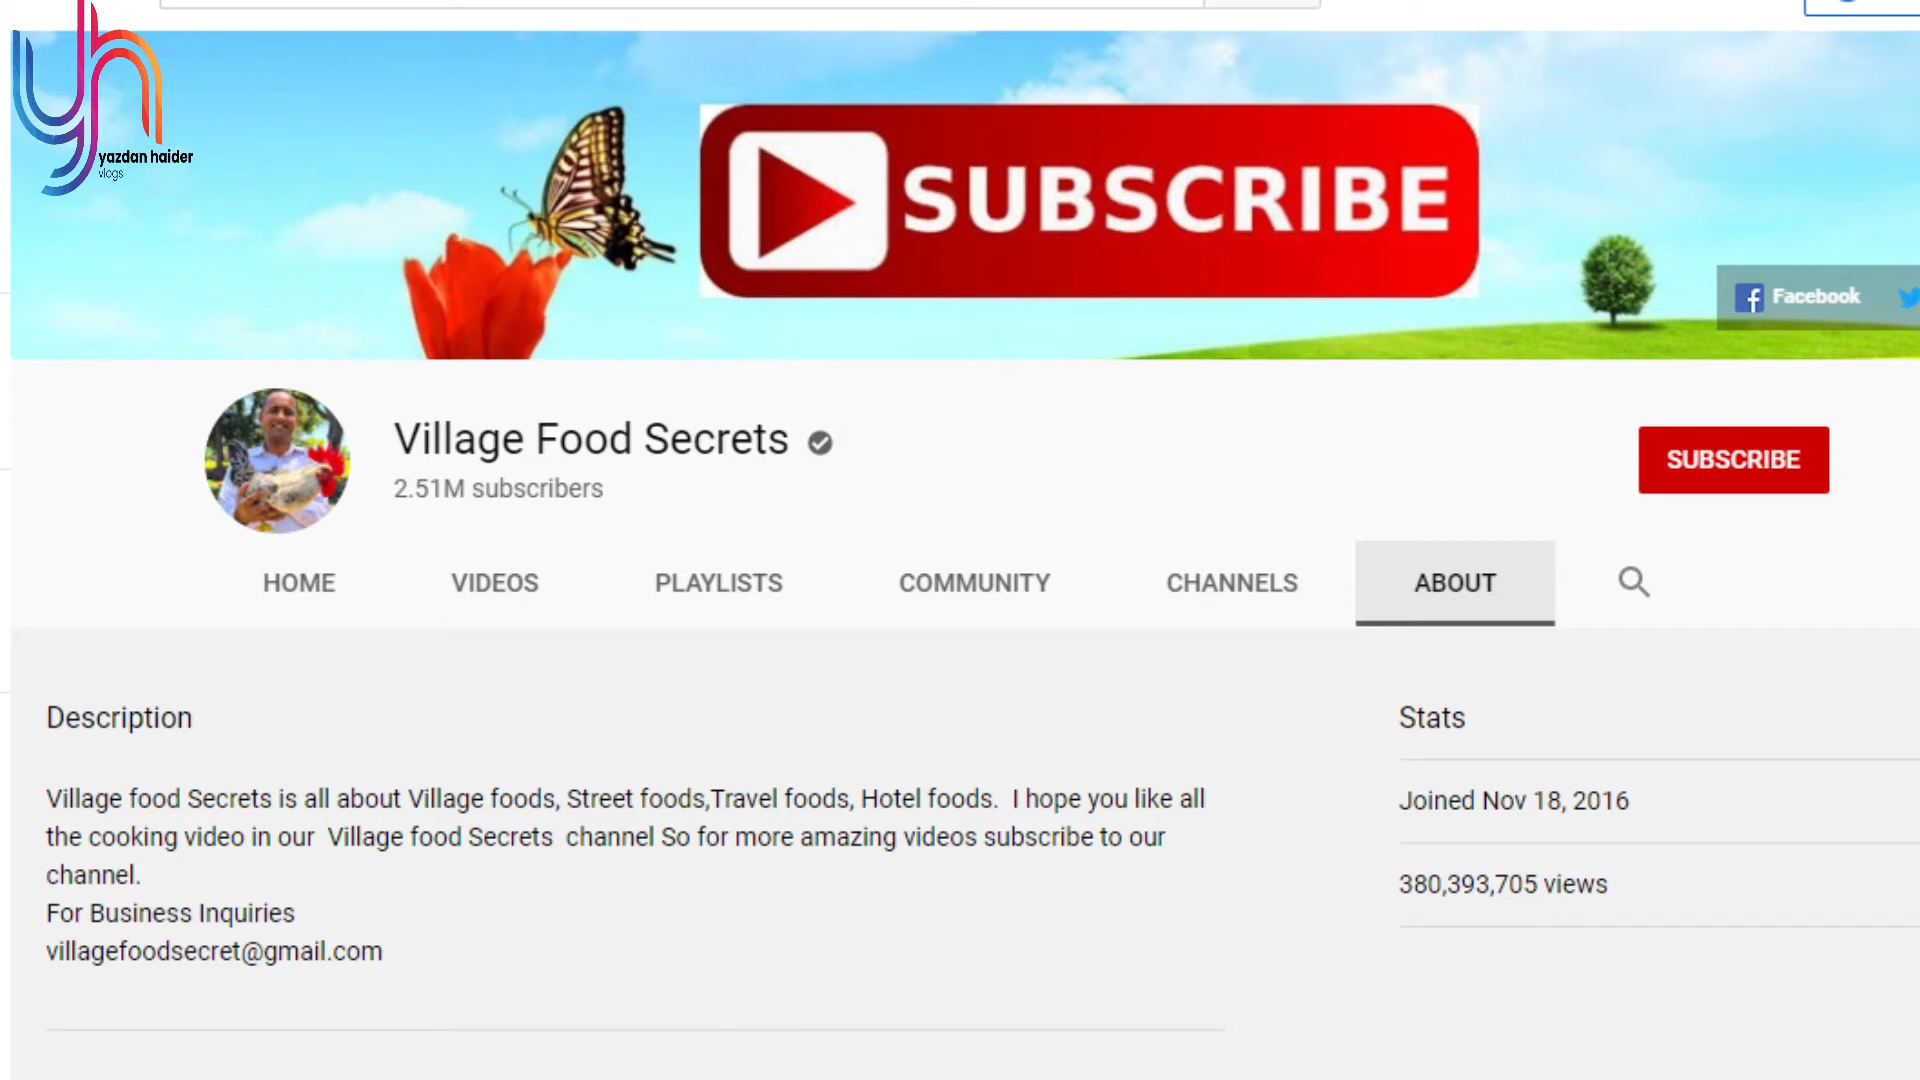 yazdan haider
vlogs
SUBSCRIBE
Facebook
Village Food Secrets
2.51M subscribers
SUBSCRIBE
HOME VIDEOS PLAYLISTS COMMUNITY CHANNELS ABOUT
Description
Village food Secrets is all about Village foods, Street foods,Travel foods, Hotel foods.  I hope you like all
the cooking video in our  Village food Secrets  channel So for more amazing videos subscribe to our
channel.
For Business Inquiries
villagefoodsecret@gmail.com
Stats
Joined Nov 18, 2016
380,393,705 views